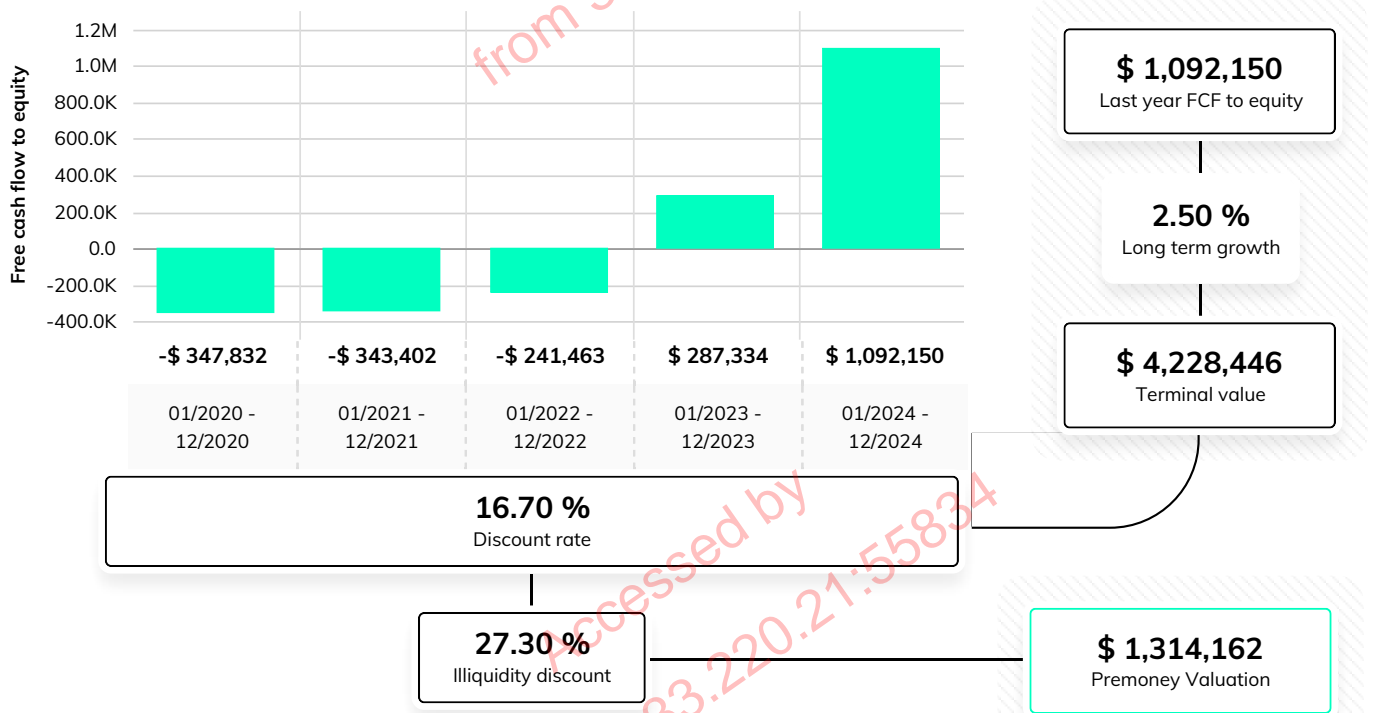 Free cash flow to equity
1.2M
1.0M
800.0K
600.0K
400.0K
200.0K
0.0
-200.0K
-400.0K
-$ 347,832
-$ 343,402
-$ 241,463
$ 287,334
$ 1,092,150
01/2020 -
12/2020
01/2021 -
12/2021
01/2022 -
12/2022
01/2023 -
12/2023
01/2024 -
12/2024
16.70 %
Discount rate
27.30 %
Illiquidity discount
$ 1,092,150
Last year FCF to equity
2.50 %
Long term growth
$ 4,228,446
Terminal value
$ 1,314,162
Premoney Valuation
from
Accessed by
83.220.21:55834